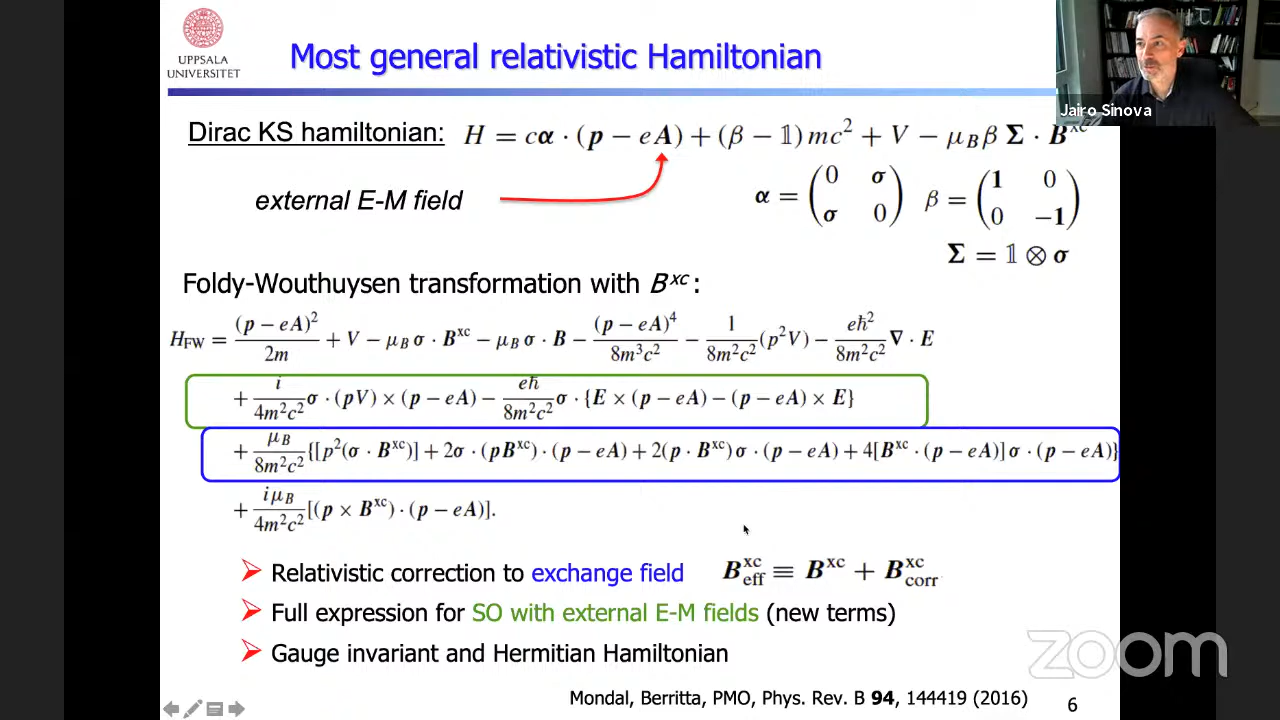 UPPSALA
UNIVERSITET
Most general relativistic Hamiltonian
Jairo Sinova
Dirac KS hamiltonian: H = cα · (p − eA) + (β − 𝟙) mc² + V − μ_B β Σ · B^xc
external E-M field
α = (0 σ; σ 0) β = (1 0; 0 −1)
Σ = 𝟙 ⊗ σ
Foldy-Wouthuysen transformation with B^xc :
H_FW = (p − eA)²/2m + V − μ_B σ · B^xc − μ_B σ · B − (p − eA)⁴/8m³c² − 1/8m²c² (p²V) − eħ²/8m²c² ∇ · E
+ i/4m²c² σ · (pV) × (p − eA) − eħ/8m²c² σ · {E × (p − eA) − (p − eA) × E}
+ μ_B/8m²c² {[p²(σ · B^xc)] + 2σ · (pB^xc) · (p − eA) + 2(p · B^xc)σ · (p − eA) + 4[B^xc · (p − eA)]σ · (p − eA)}
+ iμ_B/4m²c² [(p × B^xc) · (p − eA)].
Relativistic correction to exchange field B^xc_eff ≡ B^xc + B^xc_corr
Full expression for SO with external E-M fields (new terms)
Gauge invariant and Hermitian Hamiltonian
zoom
Mondal, Berritta, PMO, Phys. Rev. B 94, 144419 (2016)
6